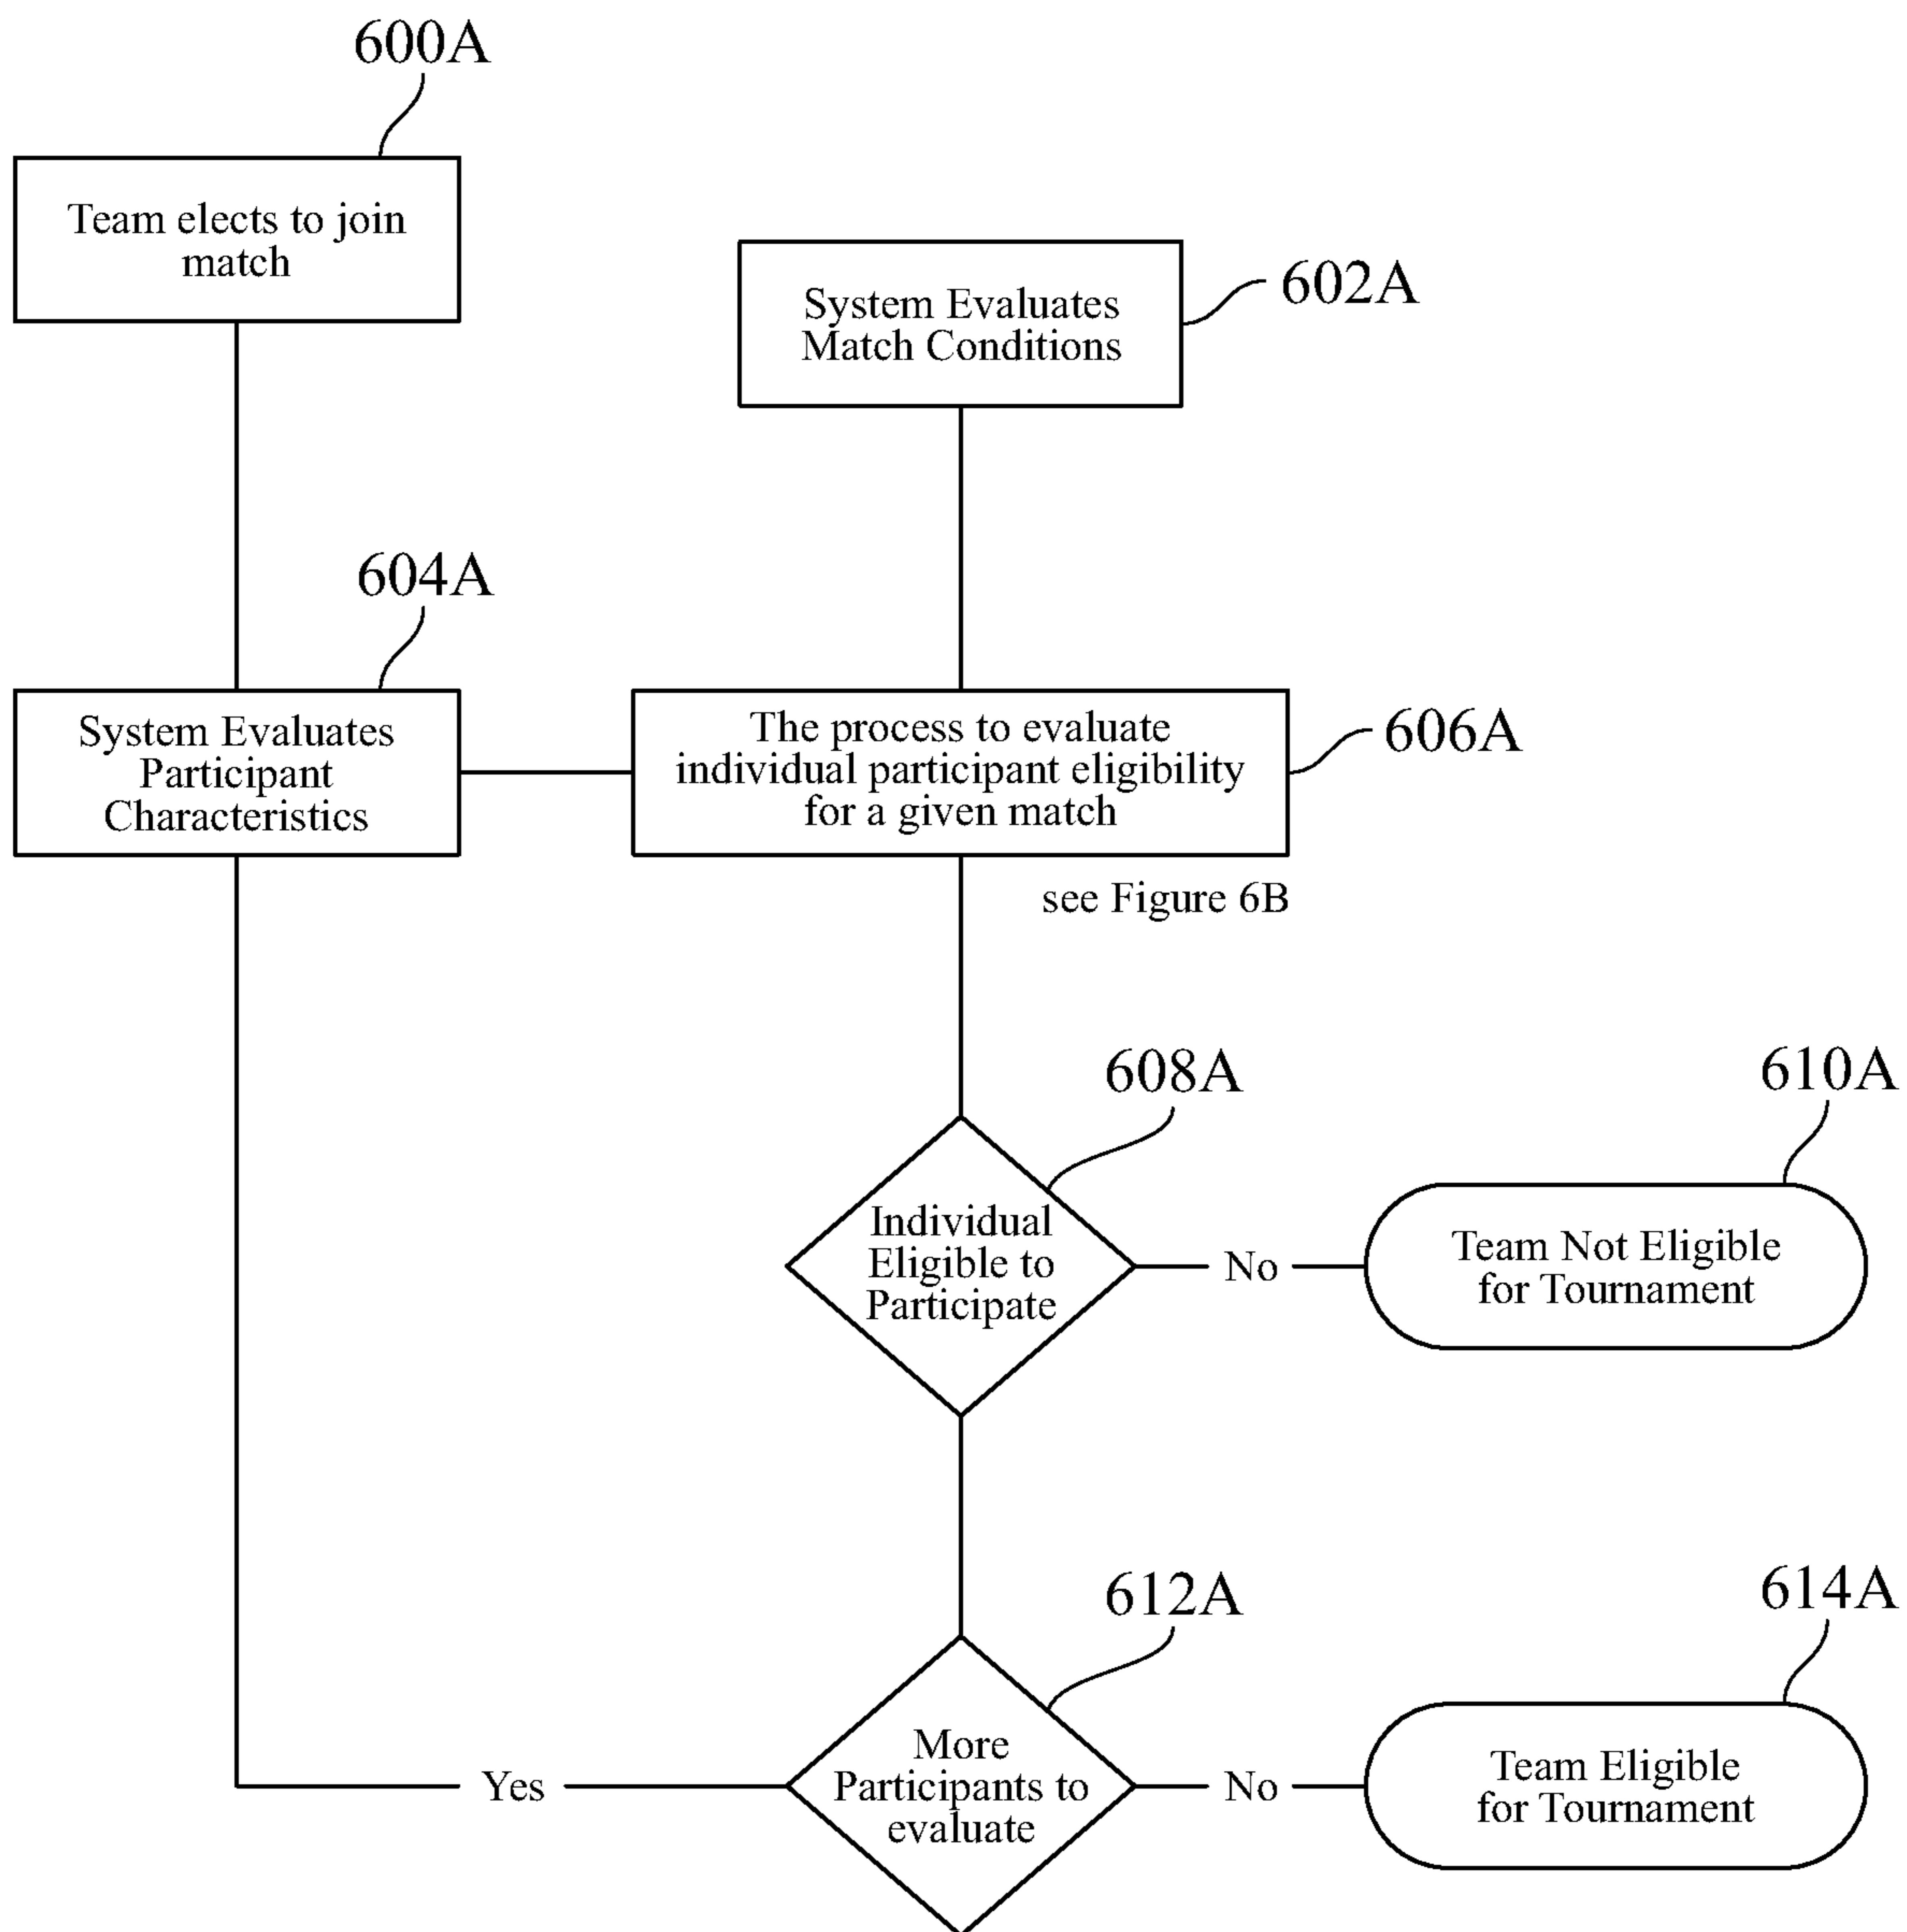 600A
Team elects to join
match
602A
System Evaluates
Match Conditions
604A
System Evaluates
Participant
Characteristics
The process to evaluate
individual participant eligibility
for a given match
606A
see Figure 6B
608A
610A
Individual
Eligible to
Participate
No
Team Not Eligible
for Tournament
612A
614A
Yes
More
Participants to
evaluate
No
Team Eligible
for Tournament